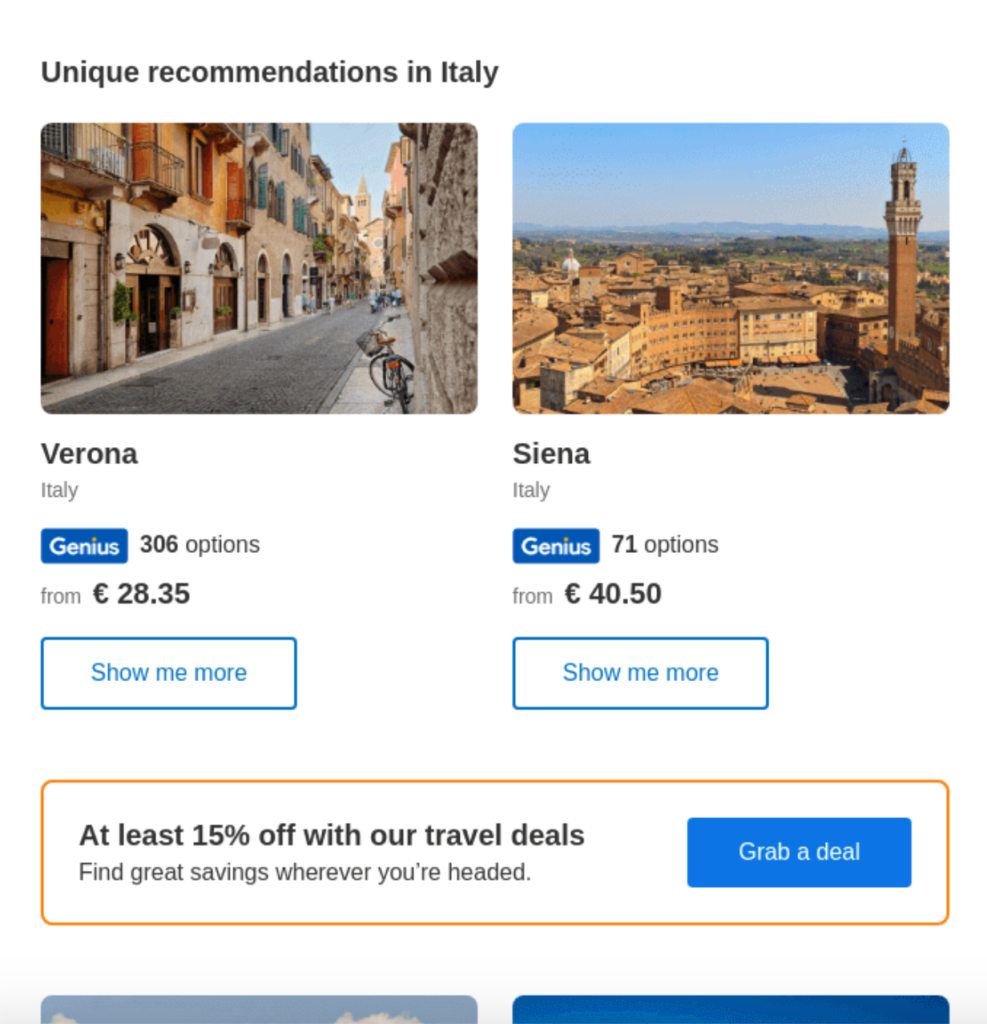 Unique recommendations in Italy
Verona
Italy
Genius 306 options
from € 28.35
Show me more
Siena
Italy
Genius 71 options
from € 40.50
Show me more
At least 15% off with our travel deals
Find great savings wherever you’re headed.
Grab a deal